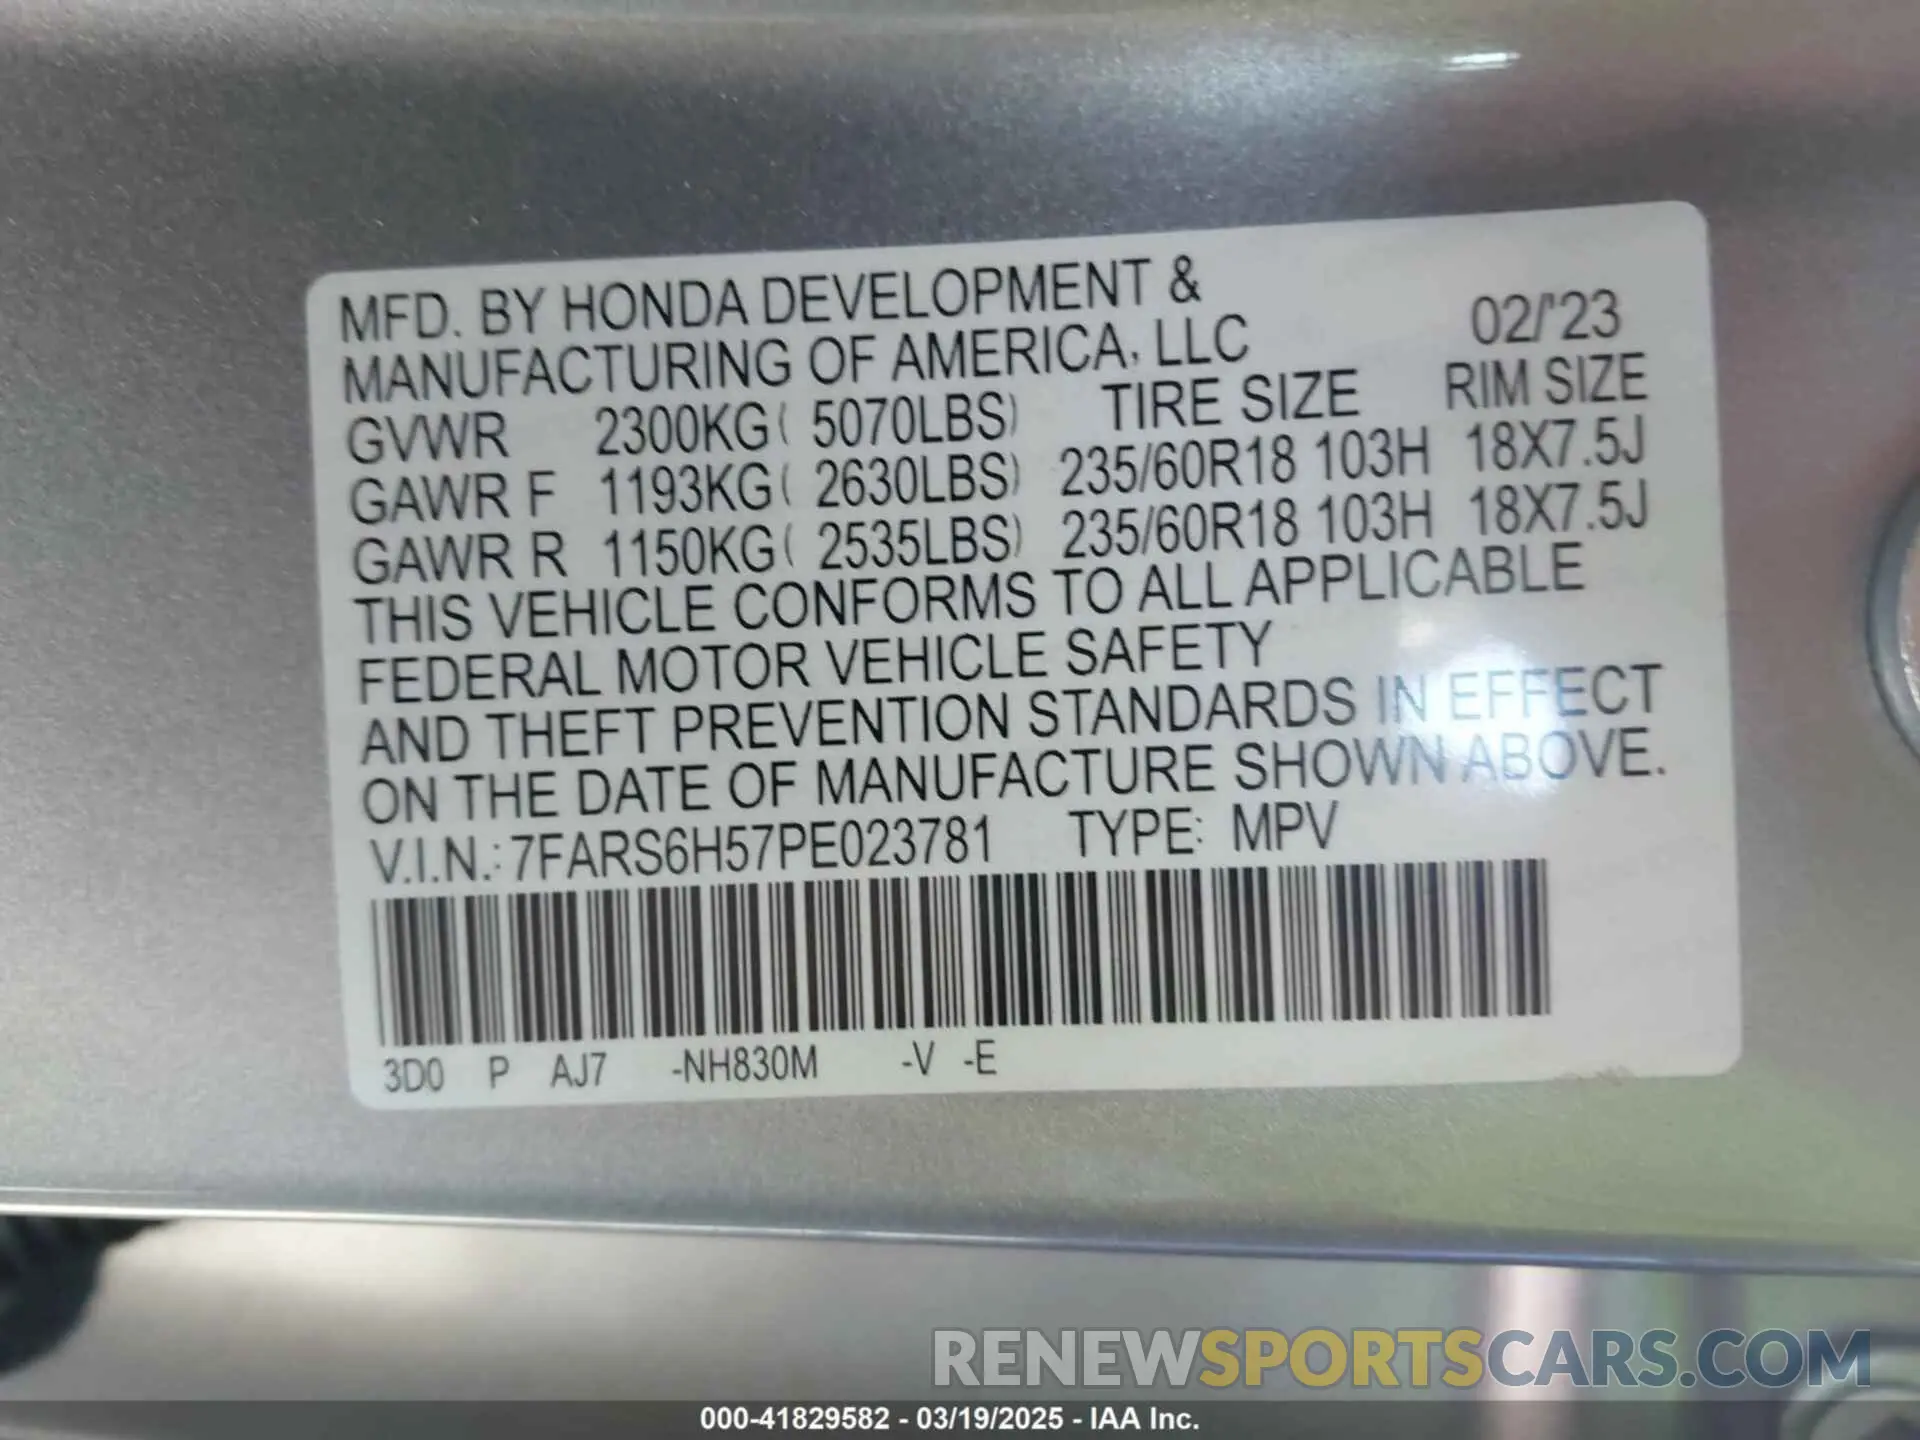 MFD. BY HONDA DEVELOPMENT &
MANUFACTURING OF AMERICA, LLC 02/'23
GVWR 2300KG( 5070LBS) TIRE SIZE RIM SIZE
GAWR F 1193KG( 2630LBS) 235/60R18 103H 18X7.5J
GAWR R 1150KG( 2535LBS) 235/60R18 103H 18X7.5J
THIS VEHICLE CONFORMS TO ALL APPLICABLE
FEDERAL MOTOR VEHICLE SAFETY
AND THEFT PREVENTION STANDARDS IN EFFECT
ON THE DATE OF MANUFACTURE SHOWN ABOVE.
V.I.N.: 7FARS6H57PE023781 TYPE: MPV
3D0 P AJ7 -NH830M -V -E
RENEWSPORTSCARS.COM
000-41829582 - 03/19/2025 - IAA Inc.